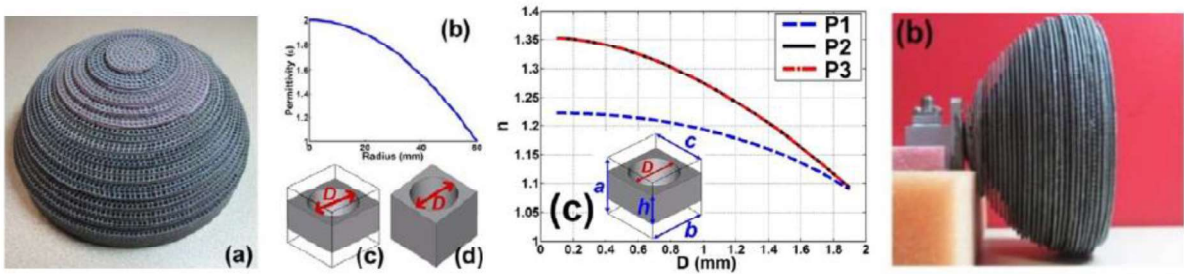 (a)
(b)
Permittivity (ε)
2
1.8
1.6
1.4
1.2
0
20
40
60
Radius (mm)
D
(c)
D
(d)
n
1.4
1.35
1.3
1.25
1.2
1.15
1.1
1.05
1
0
0.2
0.4
0.6
0.8
1
1.2
1.4
1.6
1.8
2
D (mm)
P1
P2
P3
(c)
D
a
h
b
c
(b)